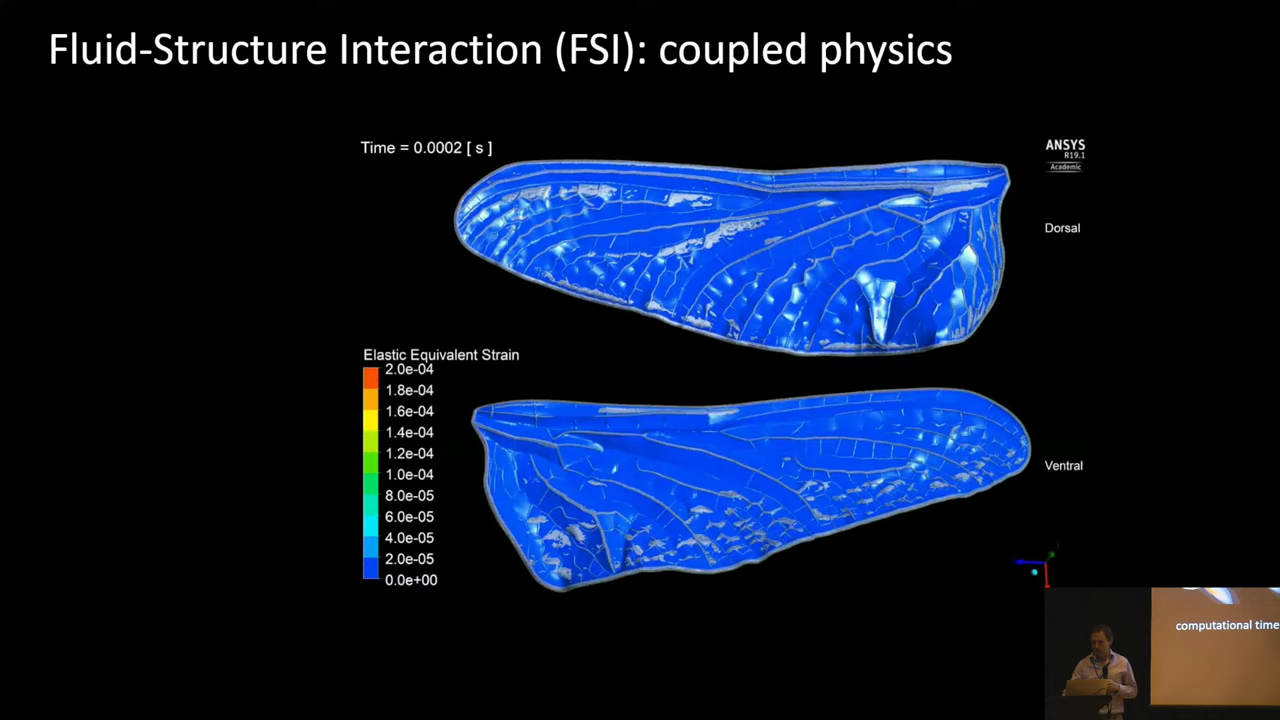 Fluid-Structure Interaction (FSI): coupled physics
Time = 0.0002 [ s ]
ANSYS
R19.1
Academic
Dorsal
Elastic Equivalent Strain
2.0e-04
1.8e-04
1.6e-04
1.4e-04
1.2e-04
1.0e-04
8.0e-05
6.0e-05
4.0e-05
2.0e-05
0.0e+00
Ventral
computational time